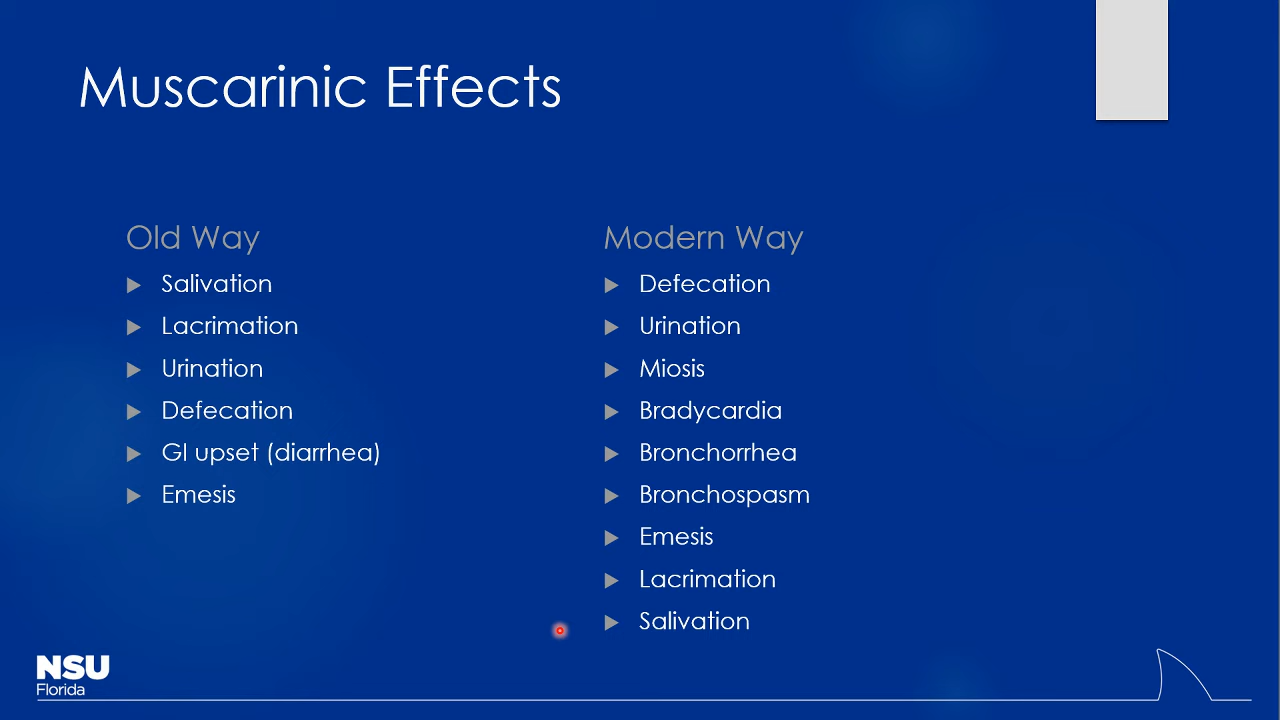 Muscarinic Effects
Old Way
Salivation
Lacrimation
Urination
Defecation
GI upset (diarrhea)
Emesis
Modern Way
Defecation
Urination
Miosis
Bradycardia
Bronchorrhea
Bronchospasm
Emesis
Lacrimation
Salivation
NSU
Florida